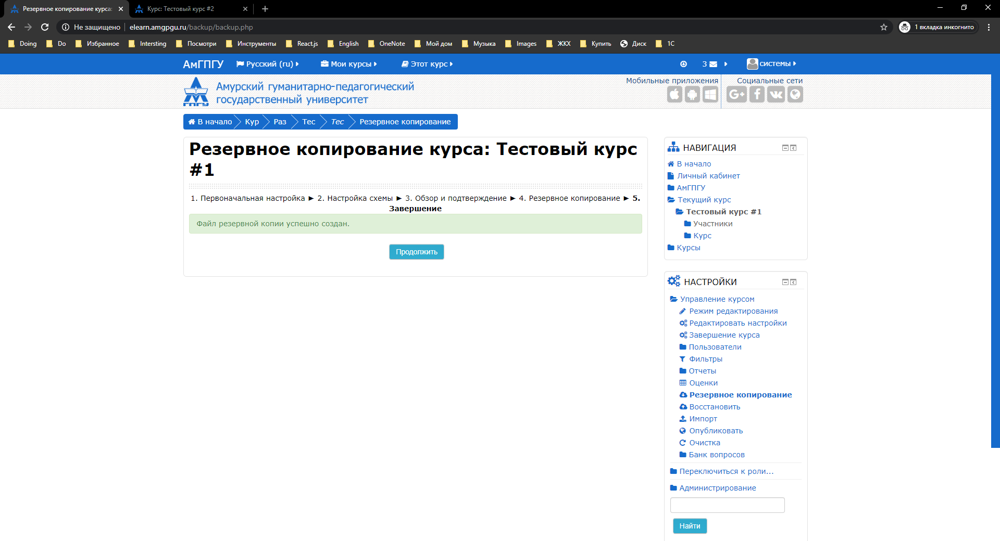 Резервное копирование курса:
Курс: Тестовый курс #2
Не защищено
elearn.amgpgu.ru/backup/backup.php
1 вкладка инкогнито
Doing
Do
Избранное
Intersting
Посмотри
Инструменты
React.js
English
OneNote
Мой дом
Музыка
Images
ЖКХ
Купить
Диск
1С
АмГПГУ
Русский (ru)
Мои курсы
Этот курс
3
системы
Амурский гуманитарно-педагогический
государственный университет
Мобильные приложения
Социальные сети
В начало
Кур
Раз
Тес
Тес
Резервное копирование
Резервное копирование курса: Тестовый курс
#1
1. Первоначальная настройка ► 2. Настройка схемы ► 3. Обзор и подтверждение ► 4. Резервное копирование ► 5.
Завершение
Файл резервной копии успешно создан.
Продолжить
НАВИГАЦИЯ
В начало
Личный кабинет
АмГПГУ
Текущий курс
Тестовый курс #1
Участники
Курс
Курсы
НАСТРОЙКИ
Управление курсом
Режим редактирования
Редактировать настройки
Завершение курса
Пользователи
Фильтры
Отчеты
Оценки
Резервное копирование
Восстановить
Импорт
Опубликовать
Очистка
Банк вопросов
Переключиться к роли...
Администрирование
Найти